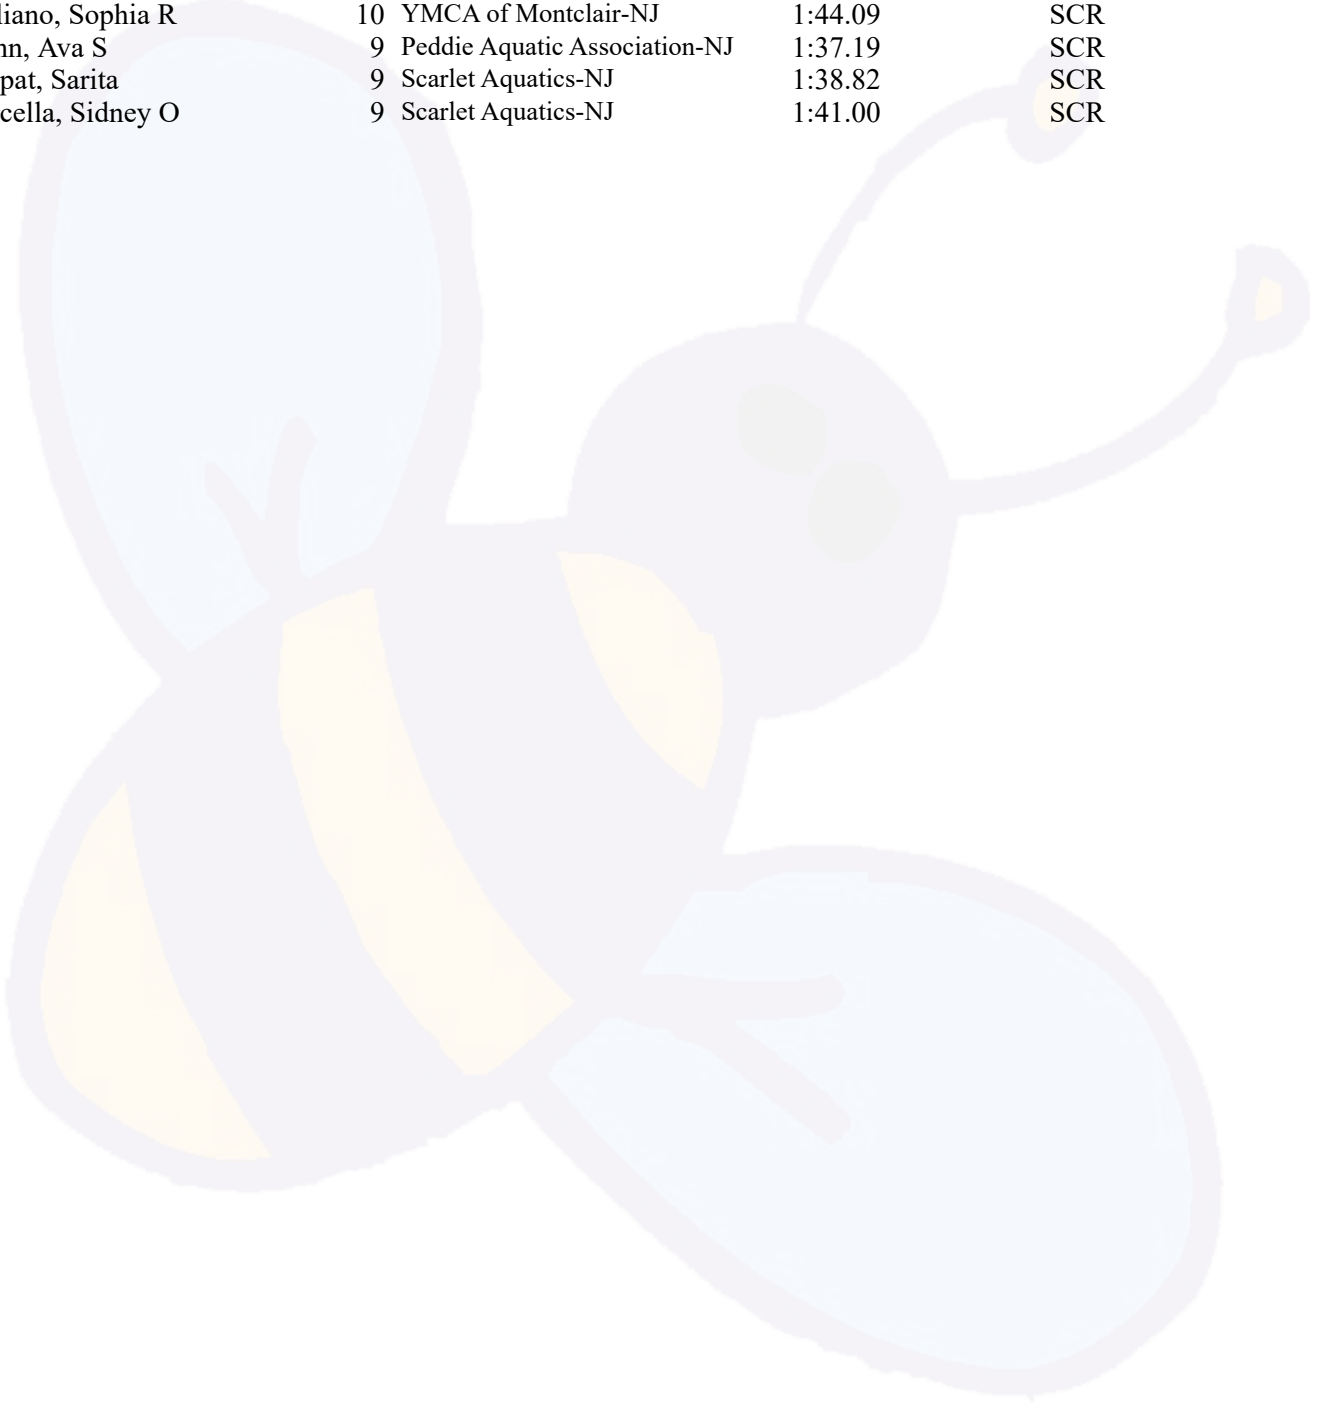 liano, Sophia R 10 YMCA of Montclair-NJ 1:44.09 SCR
nn, Ava S 9 Peddie Aquatic Association-NJ 1:37.19 SCR
pat, Sarita 9 Scarlet Aquatics-NJ 1:38.82 SCR
cella, Sidney O 9 Scarlet Aquatics-NJ 1:41.00 SCR